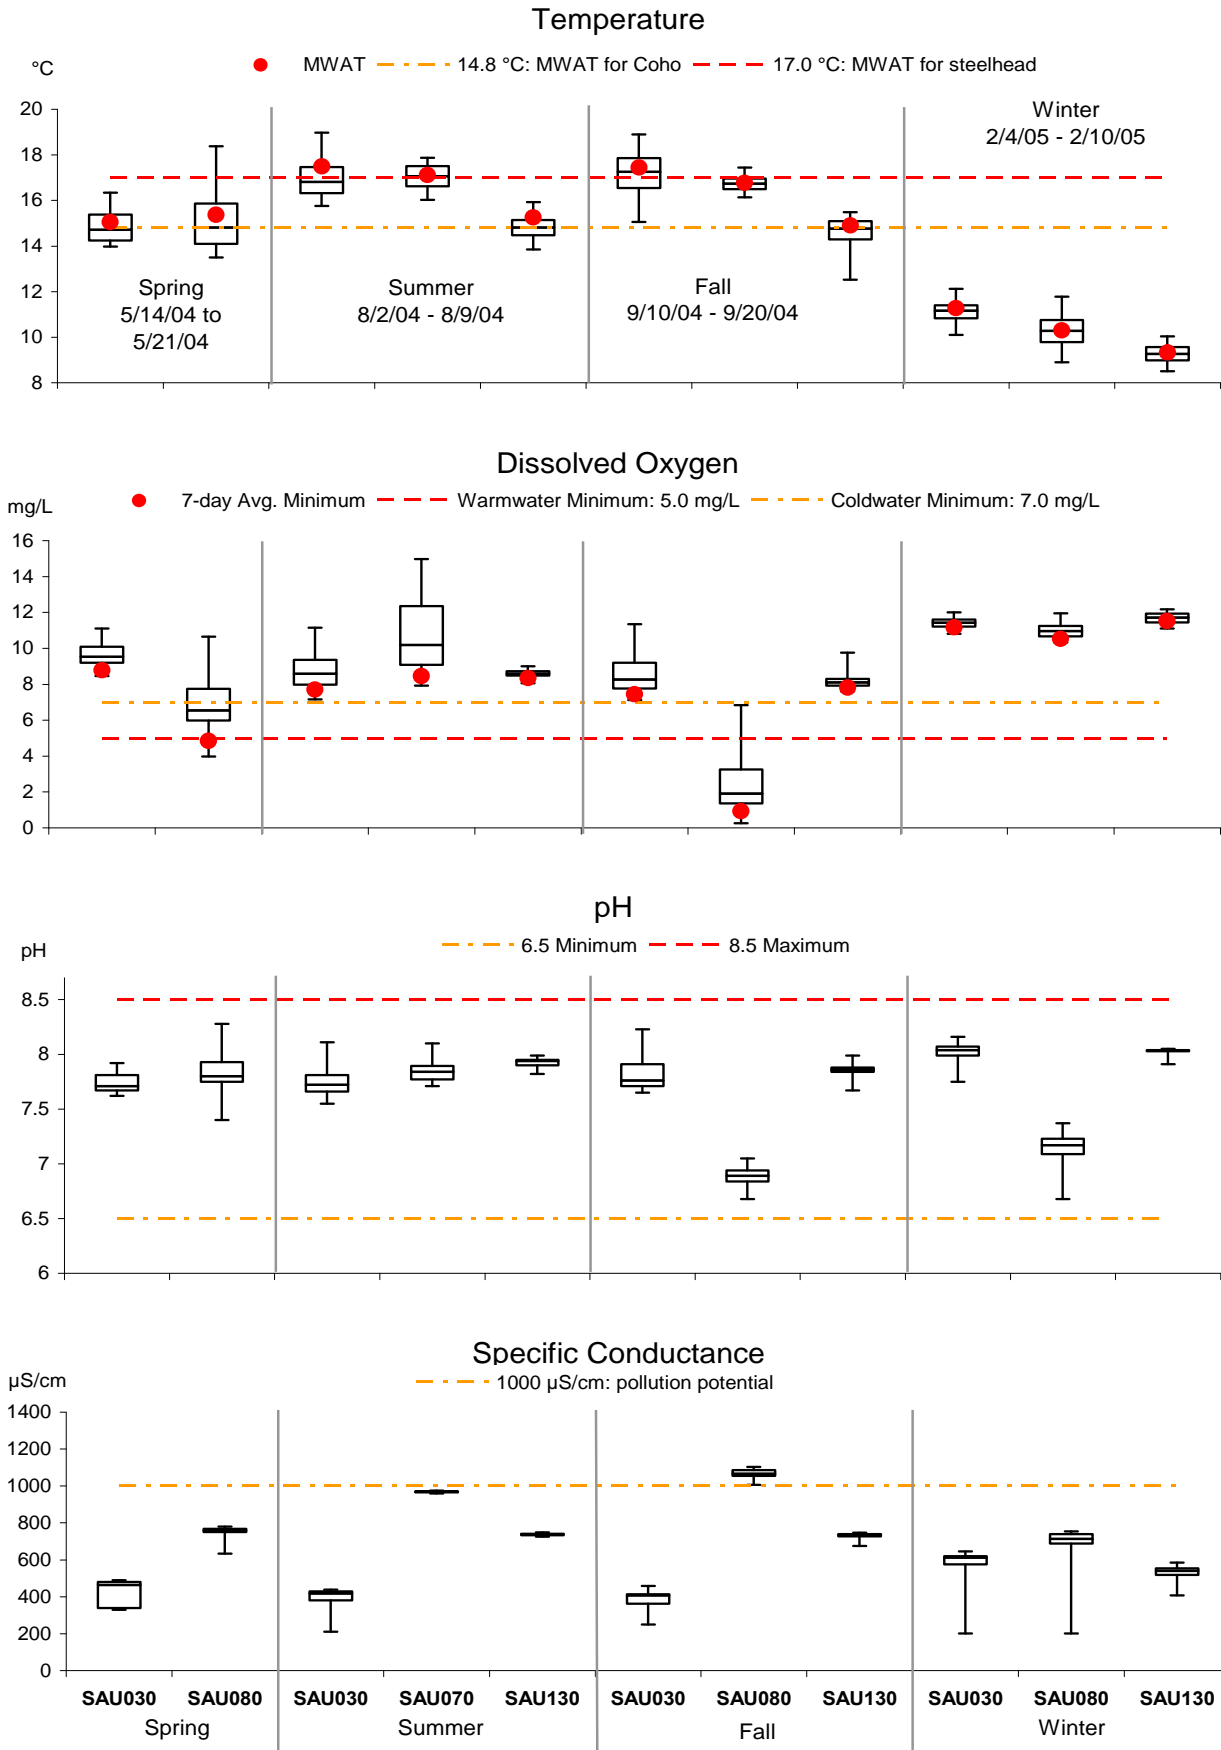 Temperature
°C
MWAT 14.8 °C: MWAT for Coho 17.0 °C: MWAT for steelhead
20
18
16
14
12
10
8
Spring
5/14/04 to
5/21/04
Summer
8/2/04 - 8/9/04
Fall
9/10/04 - 9/20/04
Winter
2/4/05 - 2/10/05
Dissolved Oxygen
mg/L
7-day Avg. Minimum Warmwater Minimum: 5.0 mg/L Coldwater Minimum: 7.0 mg/L
16
14
12
10
8
6
4
2
0
pH
pH
6.5 Minimum 8.5 Maximum
8.5
8
7.5
7
6.5
6
Specific Conductance
µS/cm
1000 µS/cm: pollution potential
1400
1200
1000
800
600
400
200
0
SAU030 SAU080 SAU030 SAU070 SAU130 SAU030 SAU080 SAU130 SAU030 SAU080 SAU130
Spring Summer Fall Winter